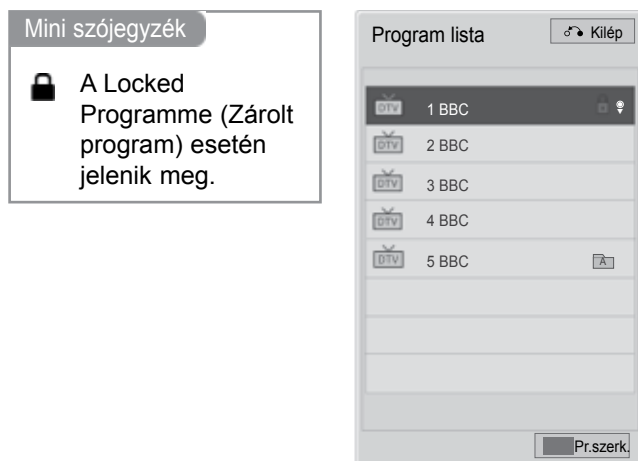 Mini szójegyzék
A Locked
Programme (Zárolt
program) esetén
jelenik meg.
Program lista
Kilép
DTV 1 BBC
DTV 2 BBC
DTV 3 BBC
DTV 4 BBC
DTV 5 BBC A
Pr.szerk.